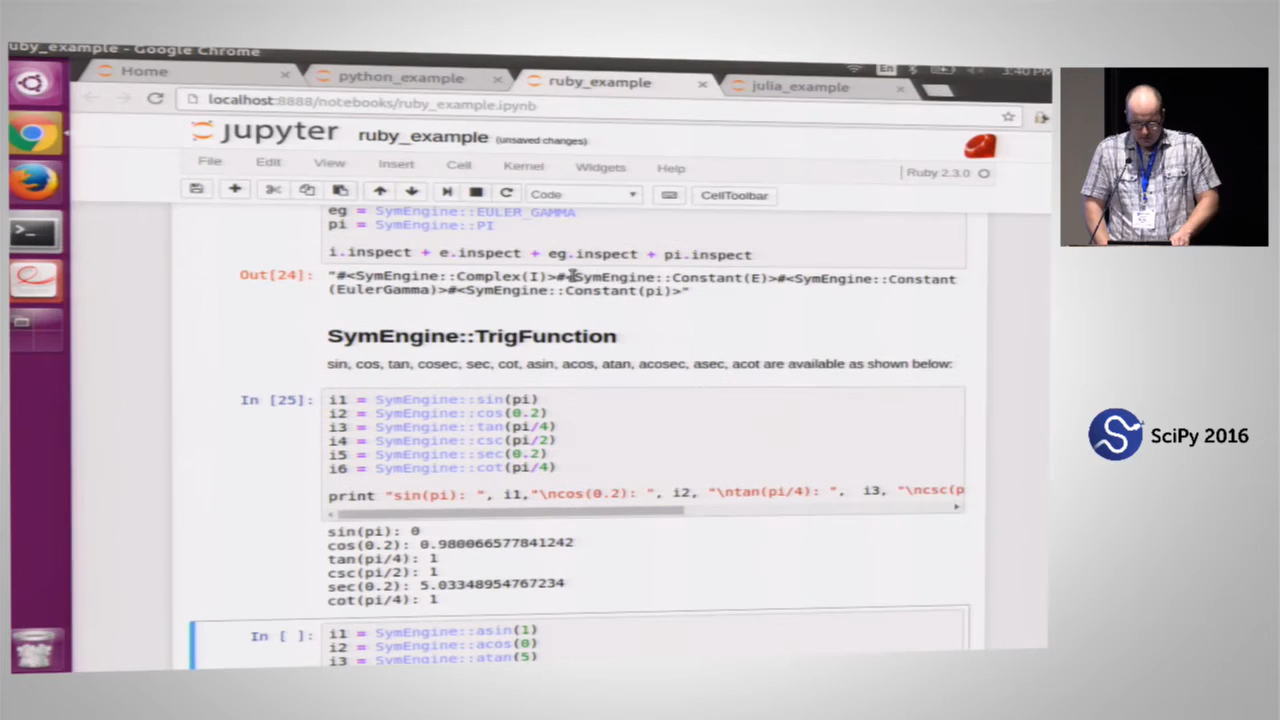 uby_example - Google Chrome
En
3:40 PM
Home
python_example
ruby_example
julia_example
localhost:8888/notebooks/ruby_example.ipynb
jupyter ruby_example (unsaved changes)
File Edit View Insert Cell Kernel Widgets Help
Ruby 2.3.0
Code
CellToolbar
eg = SymEngine::EULER_GAMMA
pi = SymEngine::PI
i.inspect + e.inspect + eg.inspect + pi.inspect
Out[24]: "#<SymEngine::Complex(I)>#<SymEngine::Constant(E)>#<SymEngine::Constant
(EulerGamma)>#<SymEngine::Constant(pi)>"
SymEngine::TrigFunction
sin, cos, tan, cosec, sec, cot, asin, acos, atan, acosec, asec, acot are available as shown below:
In [25]: i1 = SymEngine::sin(pi)
i2 = SymEngine::cos(0.2)
i3 = SymEngine::tan(pi/4)
i4 = SymEngine::csc(pi/2)
i5 = SymEngine::sec(0.2)
i6 = SymEngine::cot(pi/4)
print "sin(pi): ", i1,"\ncos(0.2): ", i2, "\ntan(pi/4): ", i3, "\ncsc(p
sin(pi): 0
cos(0.2): 0.980066577841242
tan(pi/4): 1
csc(pi/2): 1
sec(0.2): 5.03348954767234
cot(pi/4): 1
In [ ]: i1 = SymEngine::asin(1)
i2 = SymEngine::acos(0)
i3 = SymEngine::atan(5)
SciPy 2016